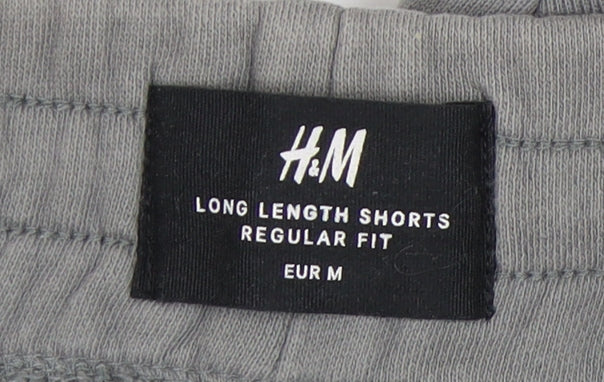 H&M
LONG LENGTH SHORTS
REGULAR FIT
EUR M